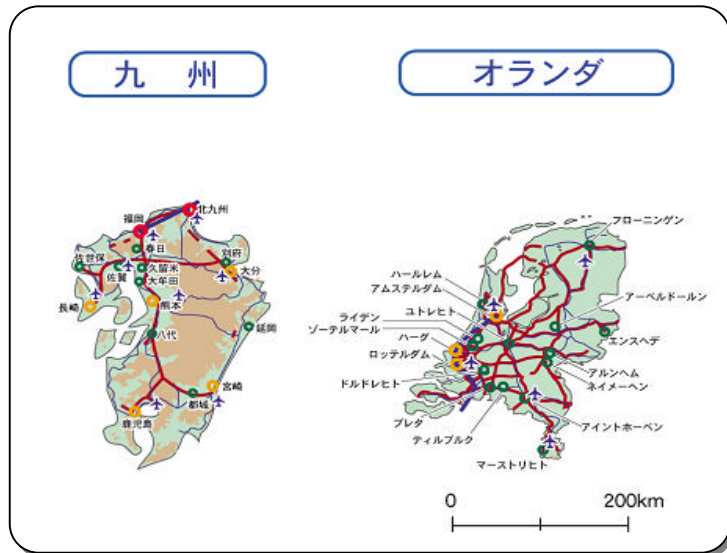 九 州
オランダ
北九州
福岡
春日
佐世保
佐賀
久留米
大牟田
別府
大分
長崎
熊本
八代
延岡
宮崎
都城
鹿児島
フローニンゲン
ハールレム
アムステルダム
ユトレヒト
アーペルドールン
ライデン
ゾーテルマール
ハーグ
ロッテルダム
エンスヘデ
アルンヘム
ネイメーヘン
ドルドレヒト
ブレタ
ティルブルク
アイントホーベン
マーストリヒト
0 200km